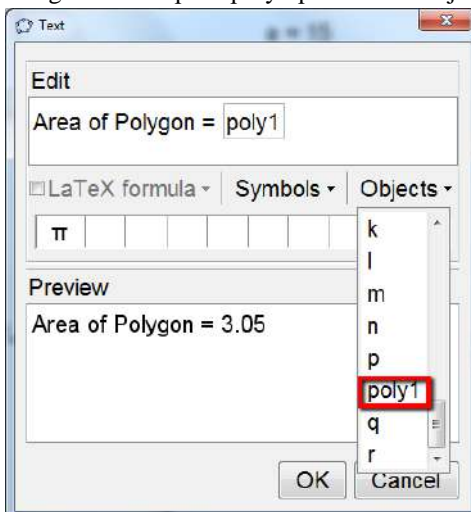 Text
Edit
Area of Polygon = poly1
LaTeX formula Symbols Objects
π
k
l
m
n
p
poly1
q
r
Preview
Area of Polygon = 3.05
OK Cancel